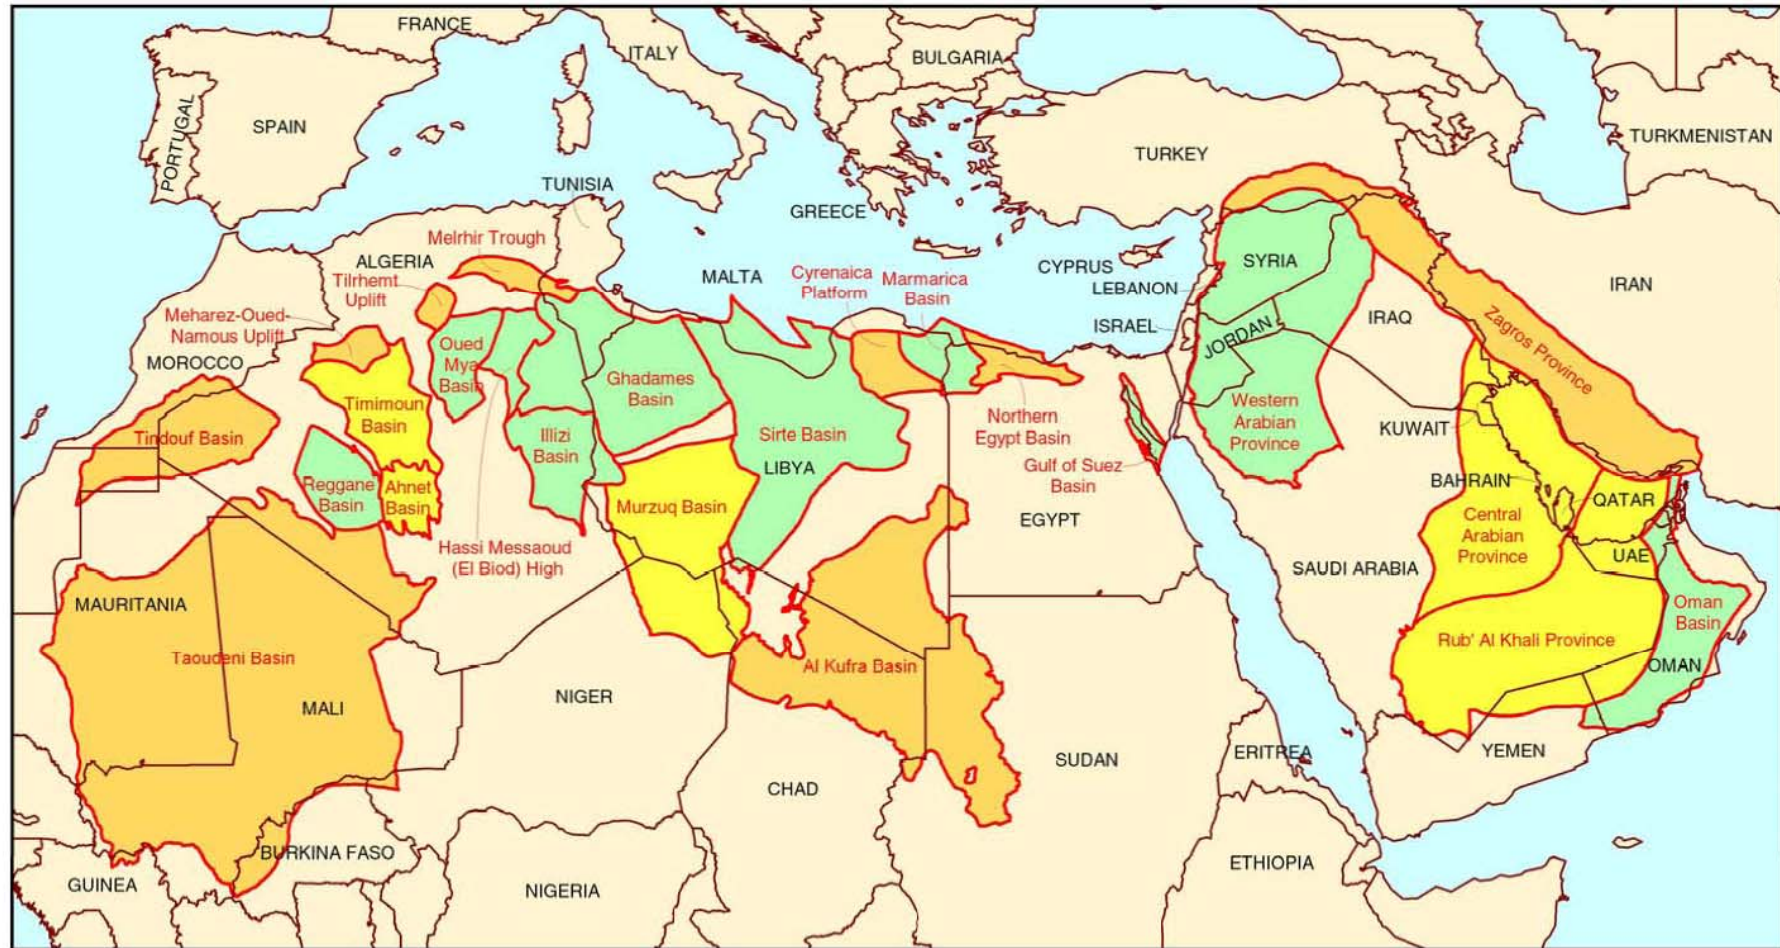 FRANCE
ITALY
BULGARIA
PORTUGAL
SPAIN
TURKMENISTAN
TURKEY
TUNISIA
GREECE
Melrhir Trough
ALGERIA
Tilrhemt
Uplift
MALTA
Cyrenaica
Platform
Marmarica
Basin
CYPRUS
LEBANON
SYRIA
IRAN
Meharez-Oued-
Namous Uplift
ISRAEL
JORDAN
IRAQ
Zagros Province
MOROCCO
Oued
Mya
Basin
Ghadames
Basin
Timimoun
Basin
Tindouf Basin
Illizi
Basin
Sirte Basin
LIBYA
Northern
Egypt Basin
Gulf of Suez
Basin
Western
Arabian
Province
KUWAIT
Reggane
Basin
Ahnet
Basin
Murzuq Basin
EGYPT
BAHRAIN
QATAR
Central
Arabian
Province
Hassi Messaoud
(El Biod) High
SAUDI ARABIA
UAE
MAURITANIA
Oman
Basin
Rub' Al Khali Province
Taoudeni Basin
Al Kufra Basin
OMAN
MALI
NIGER
CHAD
SUDAN
ERITREA
YEMEN
BURKINA FASO
GUINEA
NIGERIA
ETHIOPIA